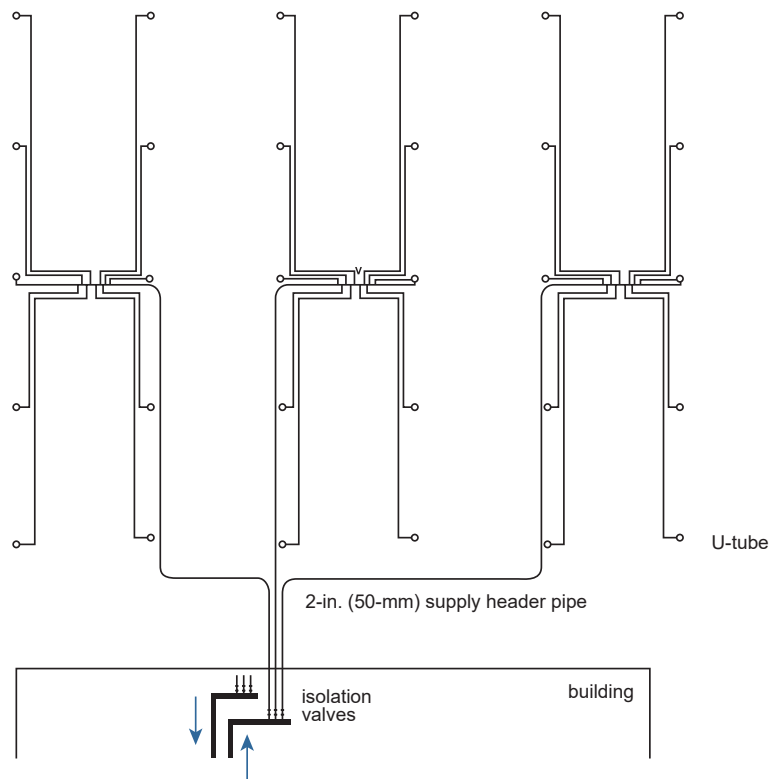 v
U-tube
2-in. (50-mm) supply header pipe
isolation
valves
building